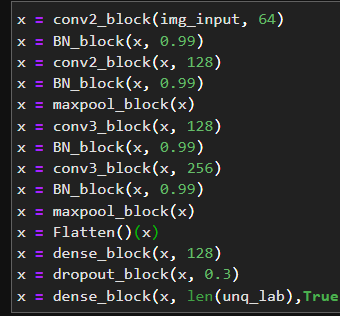 x = conv2_block(img_input, 64)
x = BN_block(x, 0.99)
x = conv2_block(x, 128)
x = BN_block(x, 0.99)
x = maxpool_block(x)
x = conv3_block(x, 128)
x = BN_block(x, 0.99)
x = conv3_block(x, 256)
x = BN_block(x, 0.99)
x = maxpool_block(x)
x = Flatten()(x)
x = dense_block(x, 128)
x = dropout_block(x, 0.3)
x = dense_block(x, len(unq_lab),True